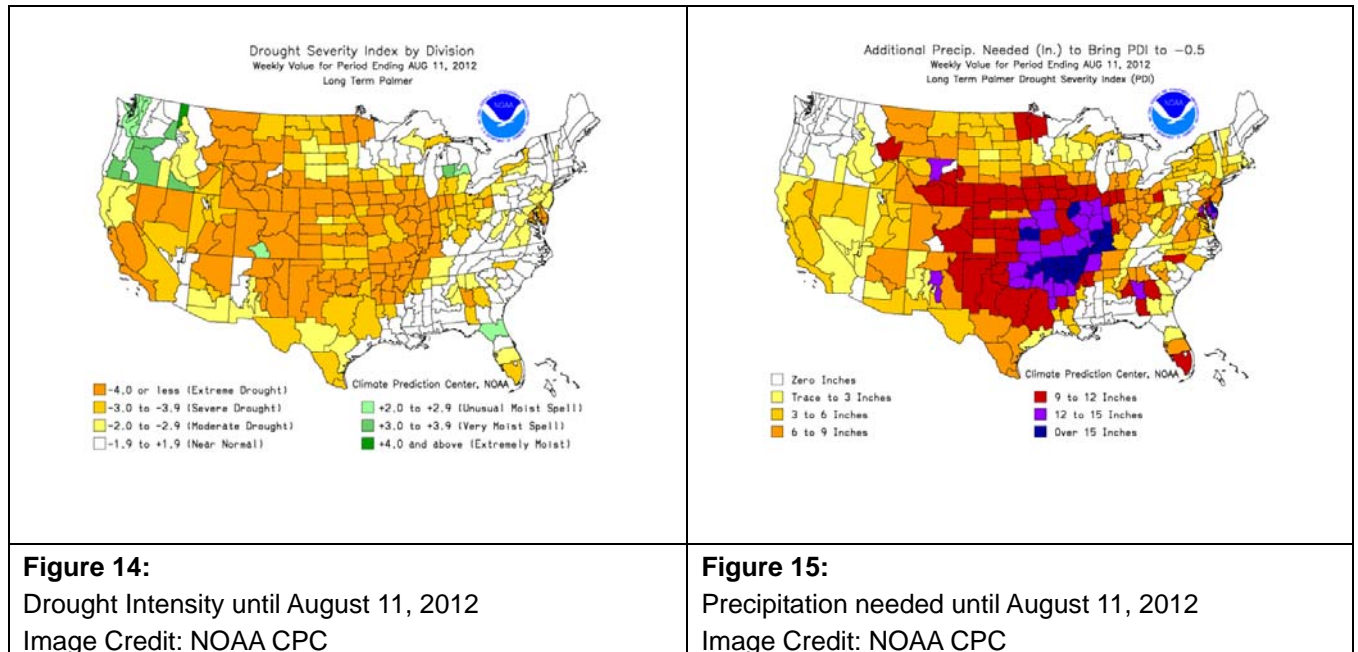 Drought Severity Index by Division
Weekly Value for Period Ending AUG 11, 2012
Long Term Palmer
NOAA
Climate Prediction Center, NOAA
-4.0 or less (Extreme Drought)
-3.0 to -3.9 (Severe Drought)
-2.0 to -2.9 (Moderate Drought)
-1.9 to +1.9 (Near Normal)
+2.0 to +2.9 (Unusual Moist Spell)
+3.0 to +3.9 (Very Moist Spell)
+4.0 and above (Extremely Moist)
Additional Precip. Needed (In.) to Bring PDI to -0.5
Weekly Value for Period Ending AUG 11, 2012
Long Term Palmer Drought Severity Index (PDI)
NOAA
Climate Prediction Center, NOAA
Zero Inches
Trace to 3 Inches
3 to 6 Inches
6 to 9 Inches
9 to 12 Inches
12 to 15 Inches
Over 15 Inches
Figure 14:
Drought Intensity until August 11, 2012
Image Credit: NOAA CPC
Figure 15:
Precipitation needed until August 11, 2012
Image Credit: NOAA CPC